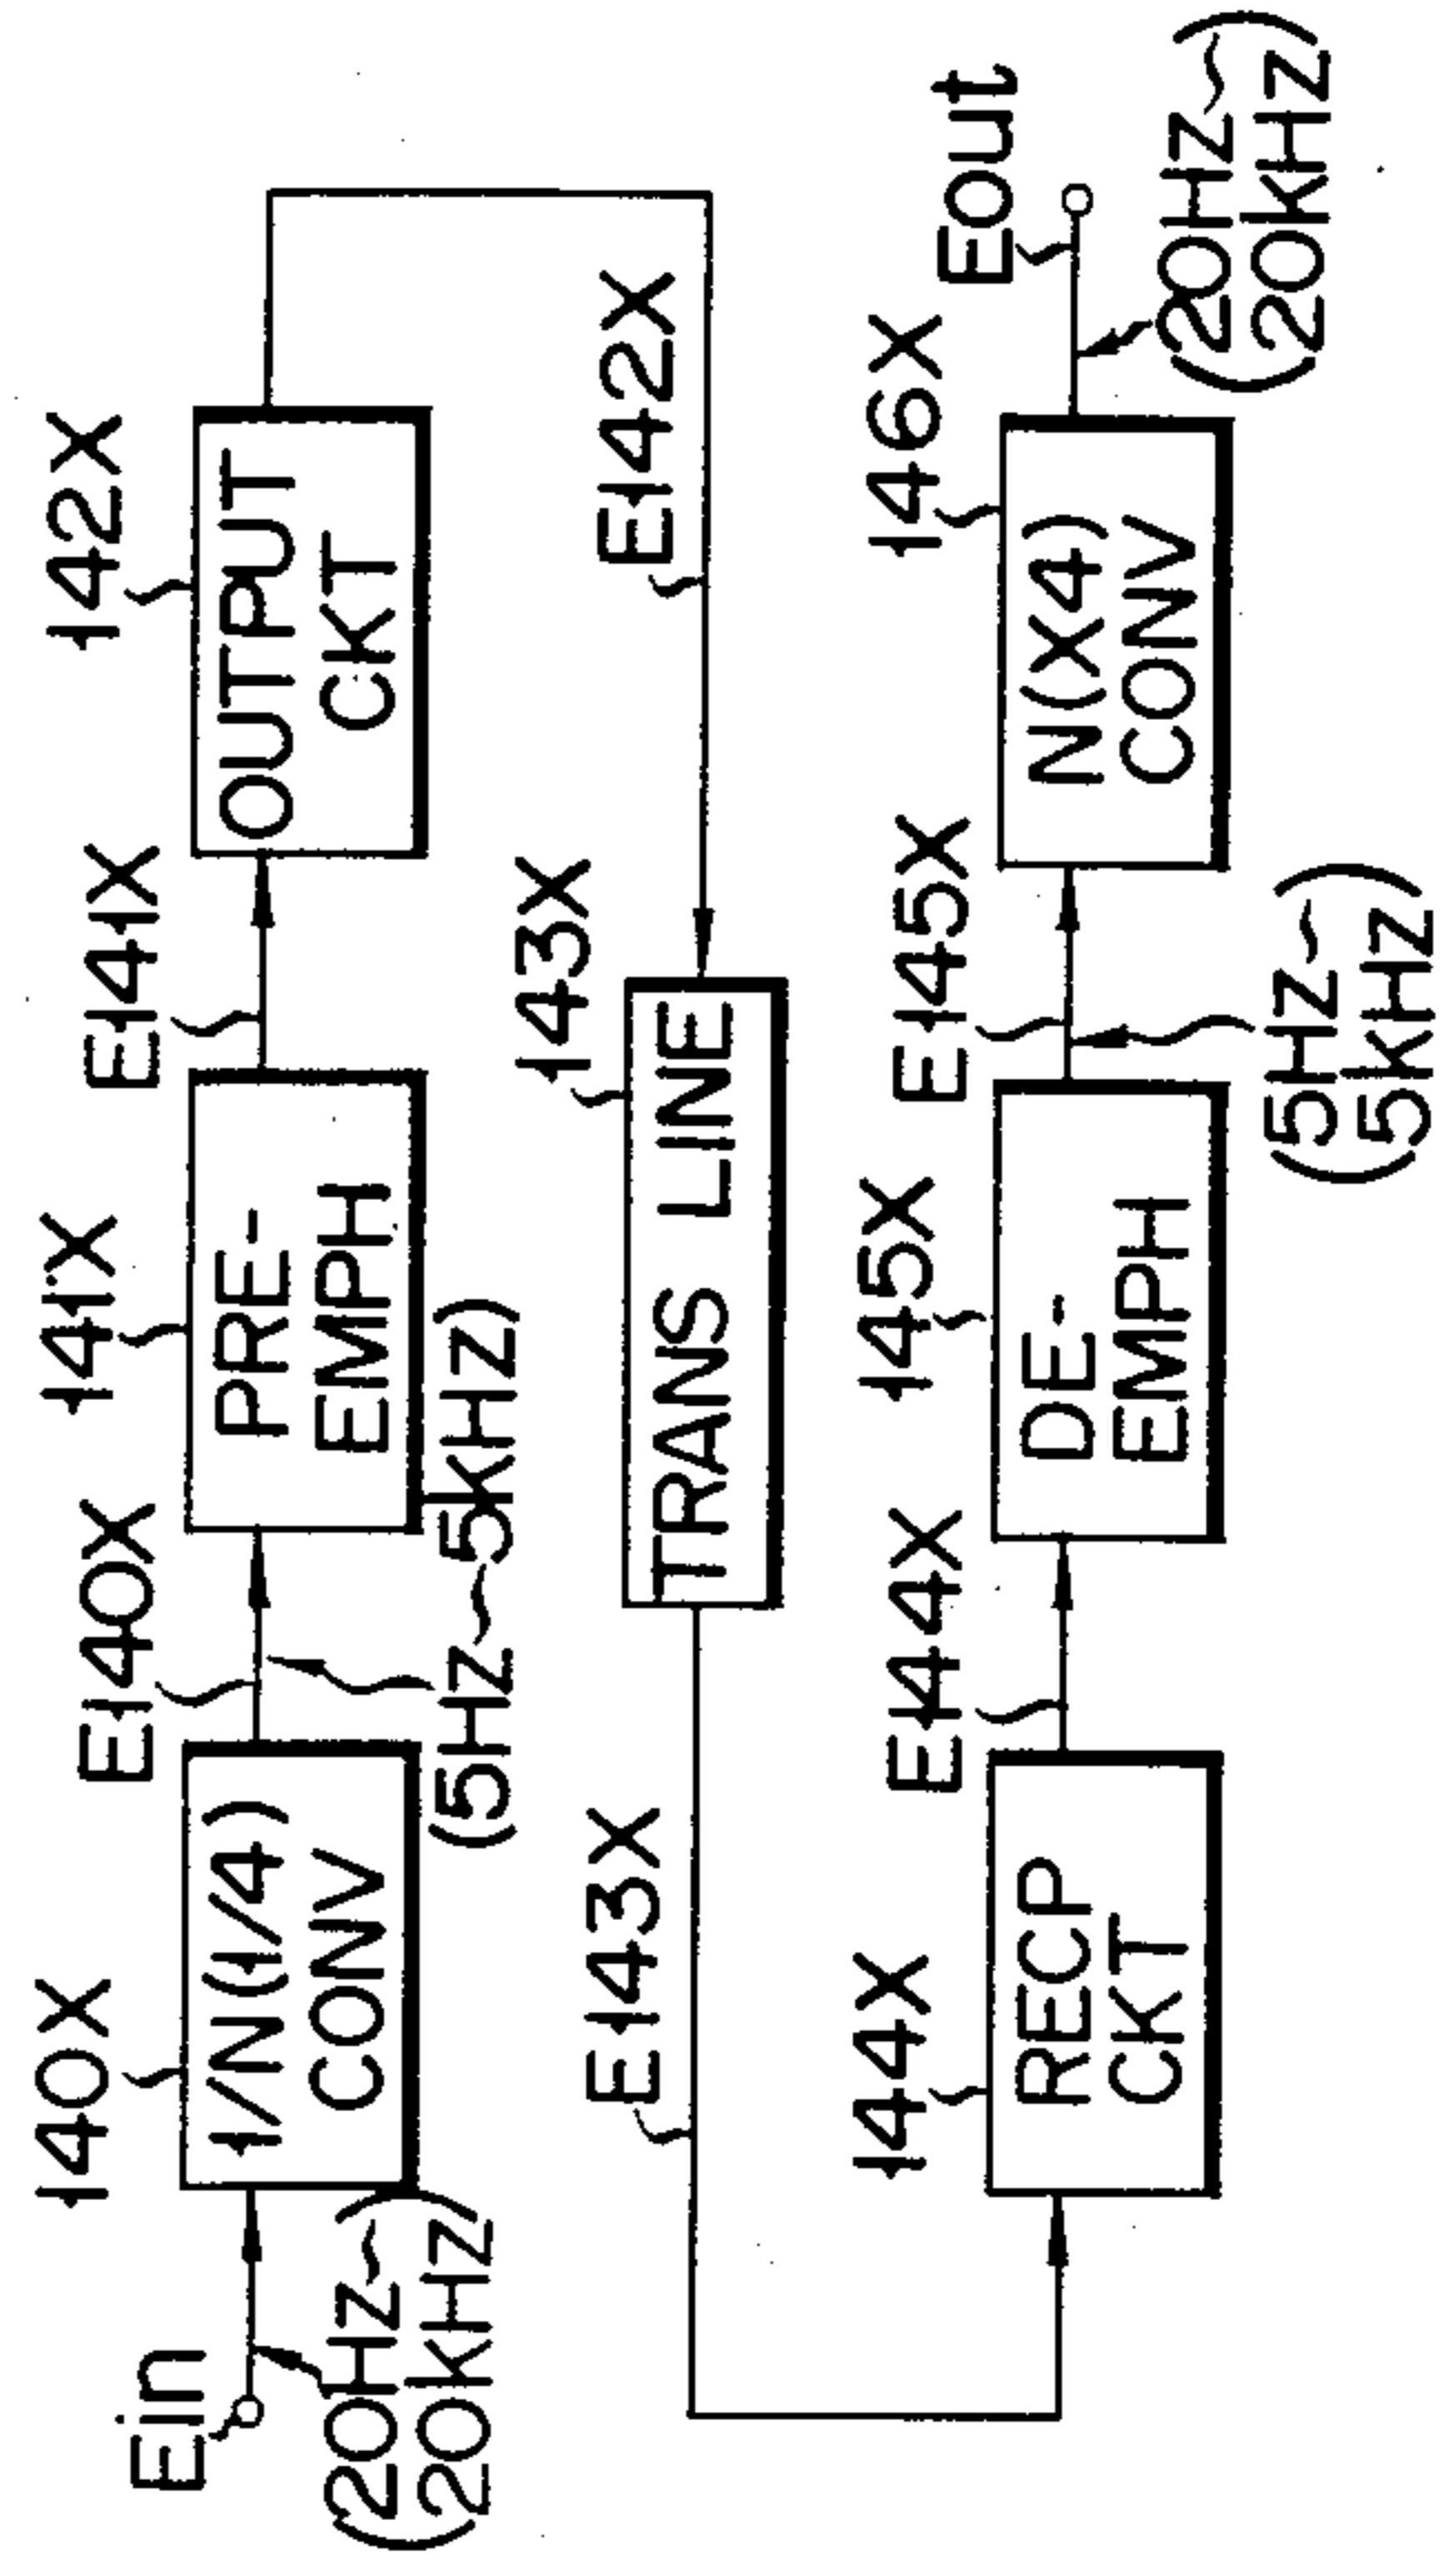 Ein
(20Hz~
20kHz)
140X
1/N(1/4)
CONV
E140X
(5Hz~5kHz)
141X
PRE-
EMPH
E141X
142X
OUTPUT
CKT
E142X
143X
TRANS LINE
E143X
144X
RECP
CKT
E144X
145X
DE-
EMPH
E145X
(5Hz~
5kHz)
146X
N(X4)
CONV
Eout
(20Hz~
20kHz)